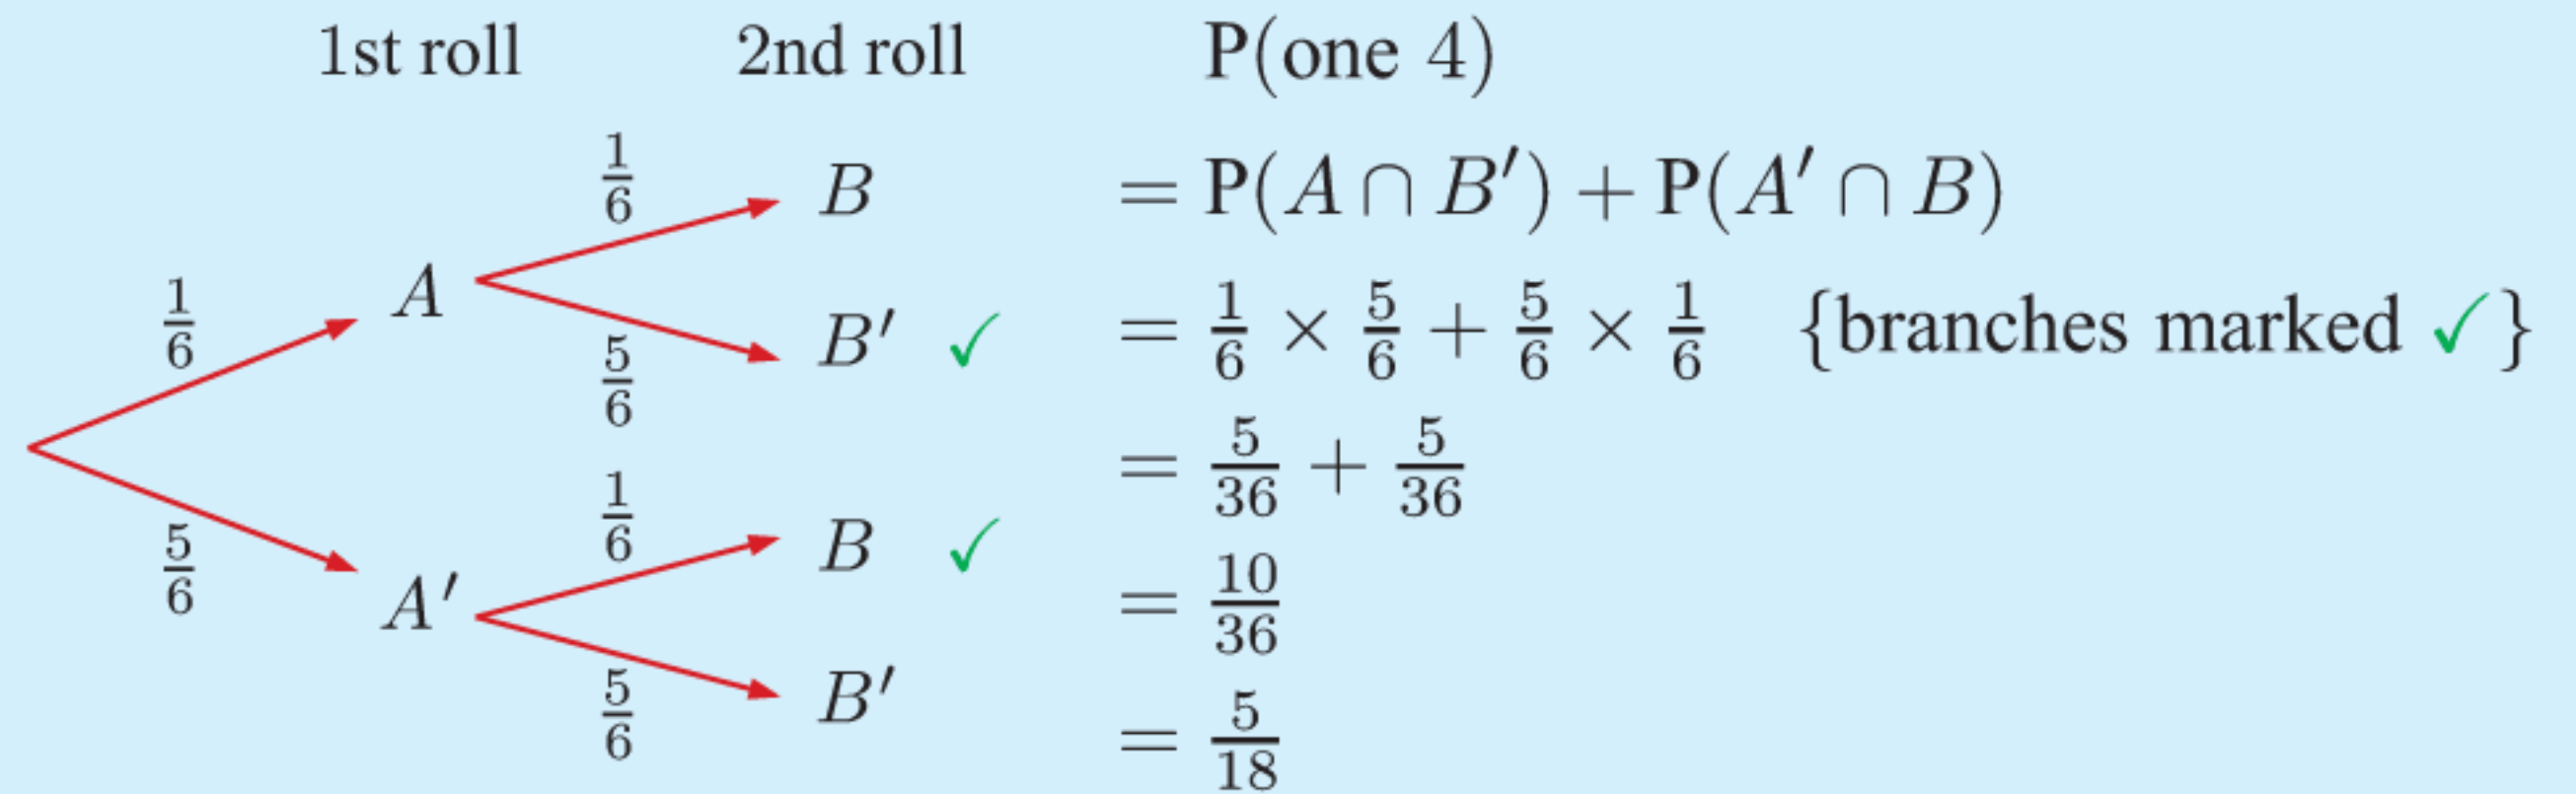 1st roll 2nd roll P(one 4)
1/6 B = P(A ∩ B′) + P(A′ ∩ B)
1/6 A
5/6 B′ ✓ = 1/6 × 5/6 + 5/6 × 1/6 {branches marked ✓}
= 5/36 + 5/36
5/6 A′
1/6 B ✓ = 10/36
5/6 B′ = 5/18